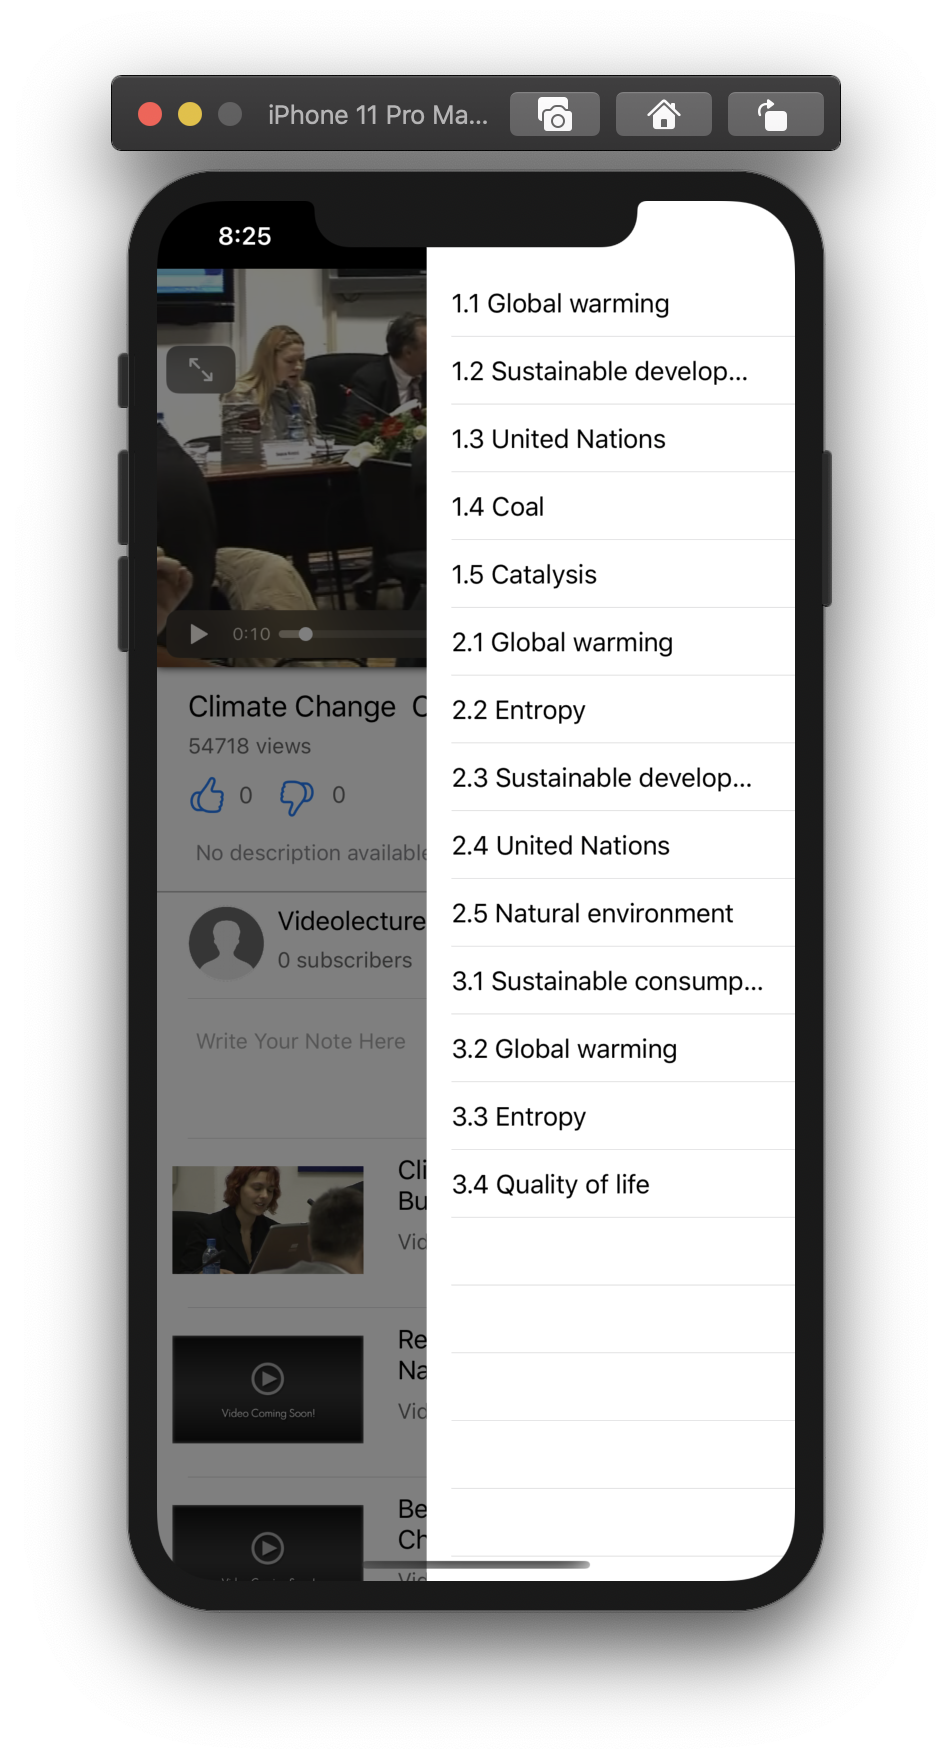 iPhone 11 Pro Ma...
8:25
0:10
Climate Change
54718 views
0
0
No description available
Videolecture
0 subscribers
Write Your Note Here
Cli
Bu
Vid
Re
Na
Vid
Video Coming Soon!
Be
Ch
1.1 Global warming
1.2 Sustainable develop...
1.3 United Nations
1.4 Coal
1.5 Catalysis
2.1 Global warming
2.2 Entropy
2.3 Sustainable develop...
2.4 United Nations
2.5 Natural environment
3.1 Sustainable consump...
3.2 Global warming
3.3 Entropy
3.4 Quality of life